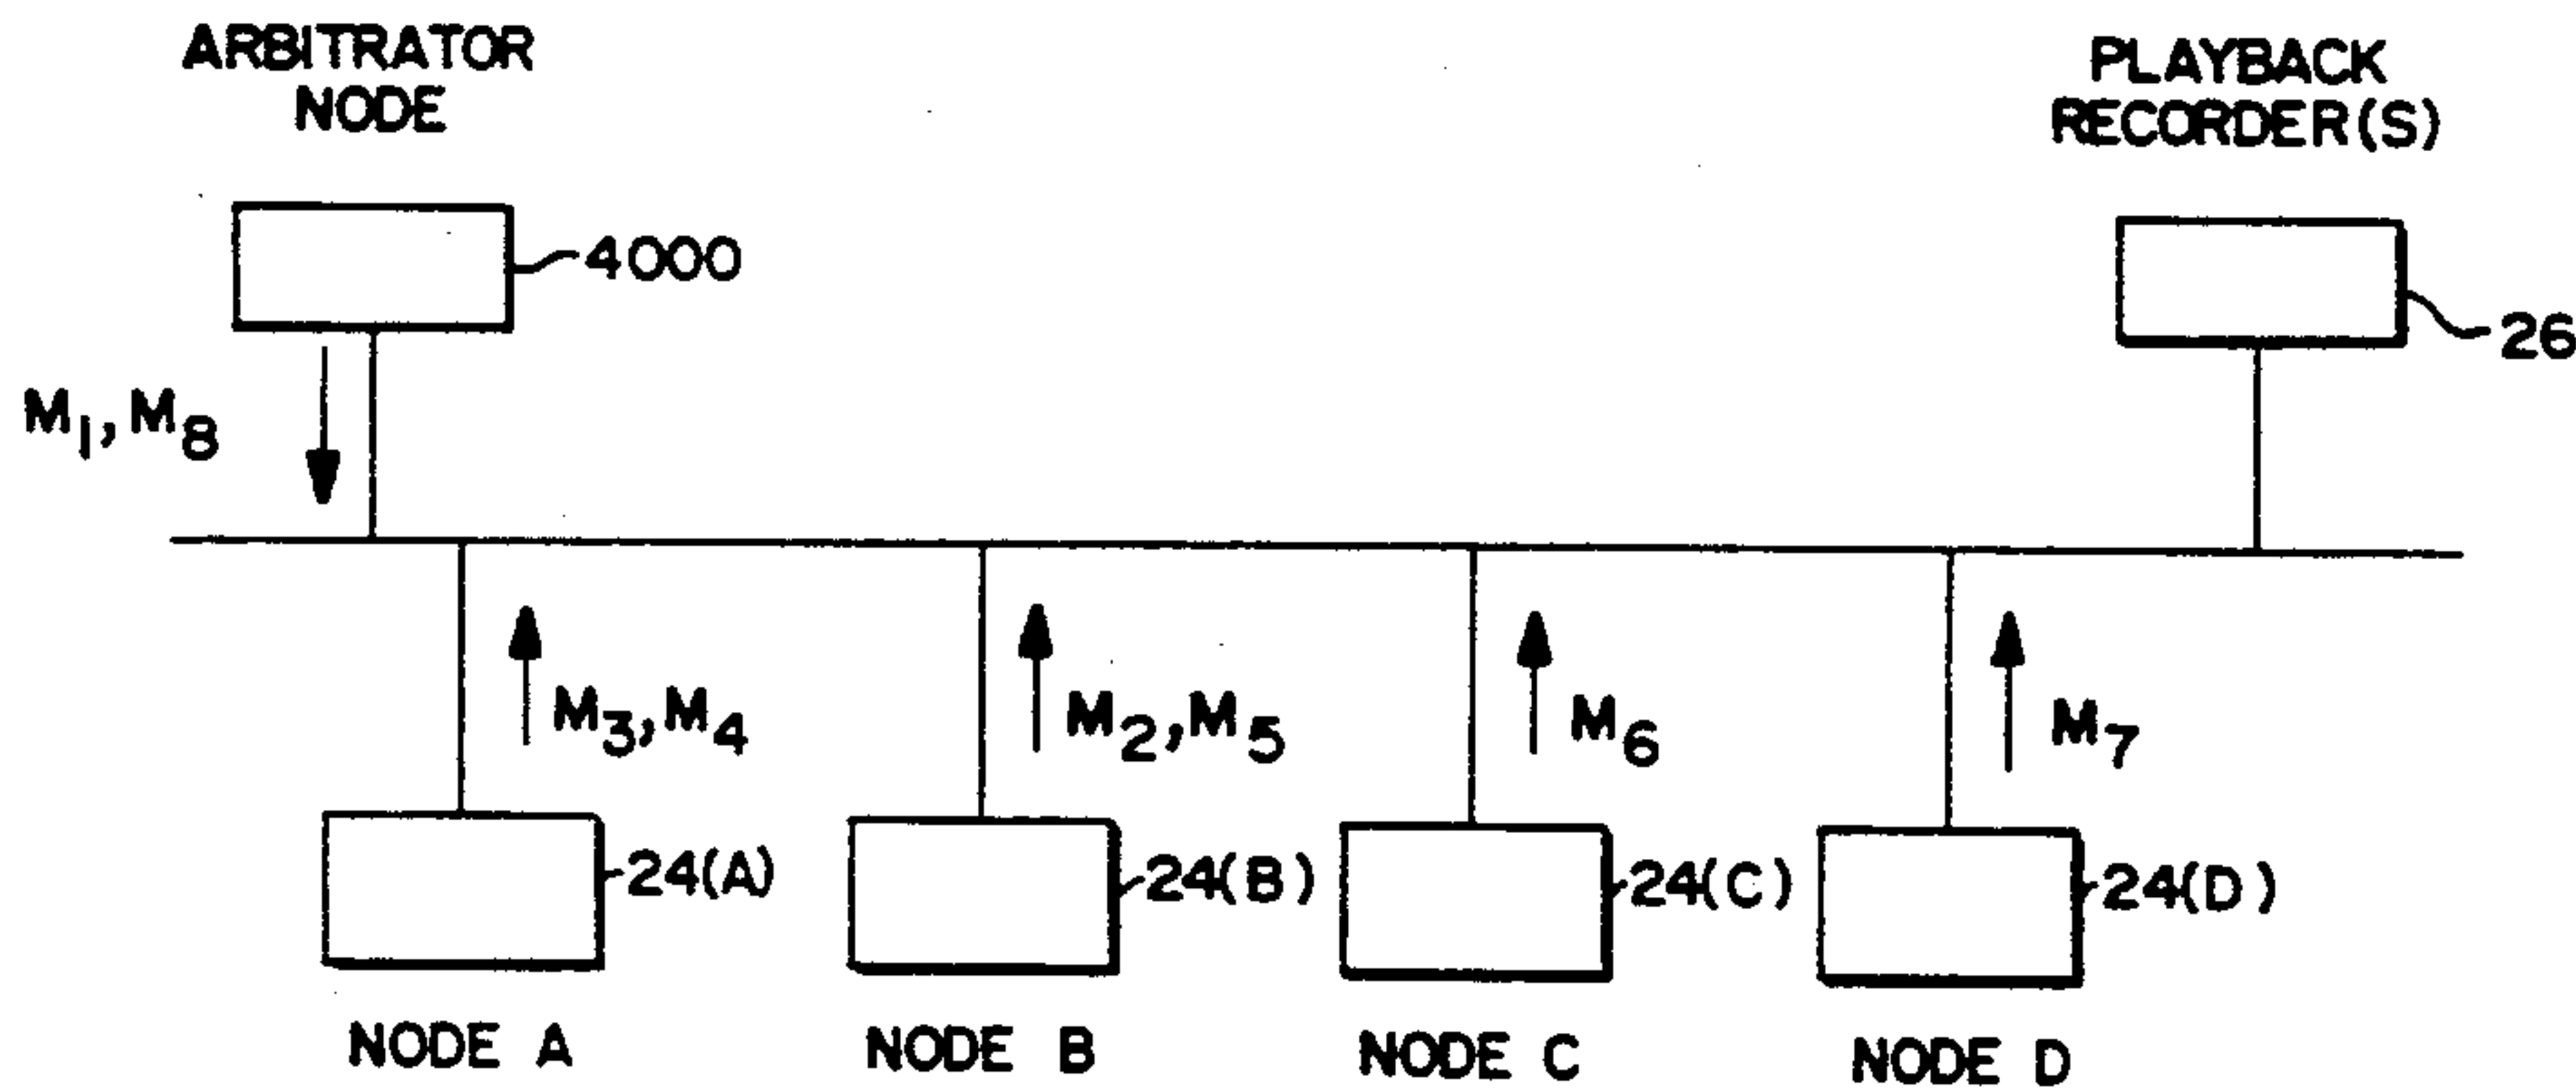 ARBITRATOR
NODE
PLAYBACK
RECORDER(S)
4000
26
M₁, M₈
M₃, M₄
M₂, M₅
M₆
M₇
24(A)
24(B)
24(C)
24(D)
NODE A
NODE B
NODE C
NODE D